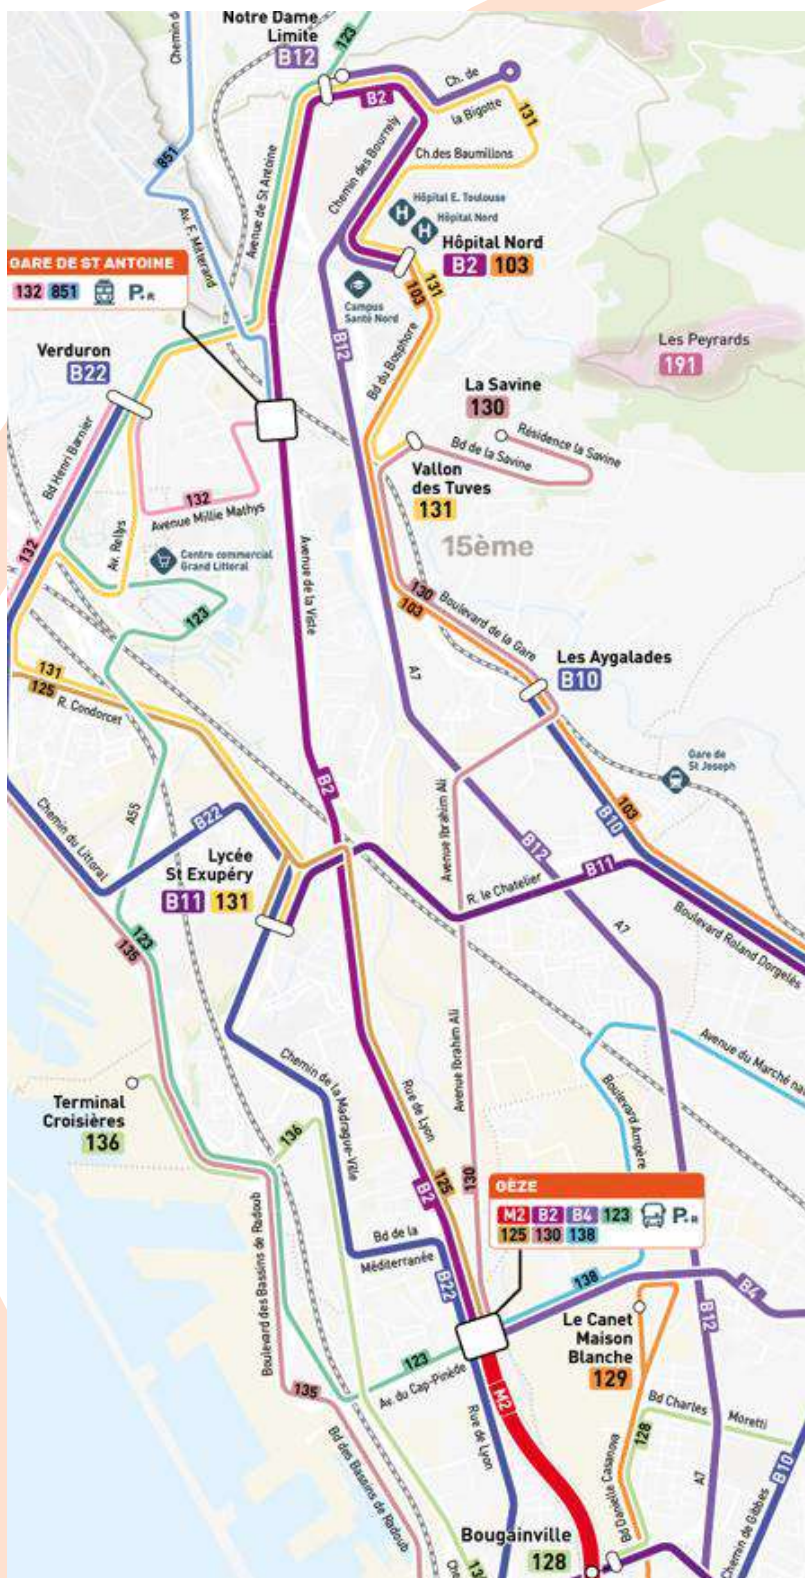 Chemin de
Notre Dame
Limite
B12
123
B2
Ch. de
la Bigotte
131
851
Av. F. Mitterand
Avenue de St Antoine
Chemin des Bourrely
Ch.des Baumillons
Hôpital E. Toulouse
H
Hôpital Nord
H
Hôpital Nord
B2 103
GARE DE ST ANTOINE
132 851 P+R
Campus
Santé Nord
103
131
B12
Bd du Bosphore
Verduron
B22
Les Peyrards
191
La Savine
130
Résidence la Savine
Bd de la Savine
Vallon
des Tuves
131
Bd Henri Barnier
132
Avenue Millie Mathys
132
Av. Rellys
Centre commercial
Grand Littoral
Avenue de la Viste
15ème
123
130
103
Boulevard de la Gare
Les Aygalades
B10
131
125
R. Condorcet
A7
Gare de
St Joseph
B2
A55
B22
Chemin du Littoral
Avenue Ibrahim Ali
B12
B10
103
Lycée
St Exupéry
B11 131
R. le Chatelier
B11
A7
Boulevard Roland Dorgelès
123
135
Avenue Ibrahim Ali
Avenue du Marché nat
Chemin de la Madrague-Ville
Rue de Lyon
Boulevard Ampère
Terminal
Croisières
136
136
B2
125
130
GÈZE
M2 B2 B4 123 P+R
125 130 138
Bd de la
Méditerranée
B22
138
B4
B12
Boulevard des Bassins de Radoub
Le Canet
Maison
Blanche
129
123
Av. du Cap-Pinède
135
M2
Rue de Lyon
Bd Charles
Moretti
128
Bd des Bassins de Radoub
Bd Danielle Casanova
A7
B10
Chemin de Gibbes
Bougainville
128